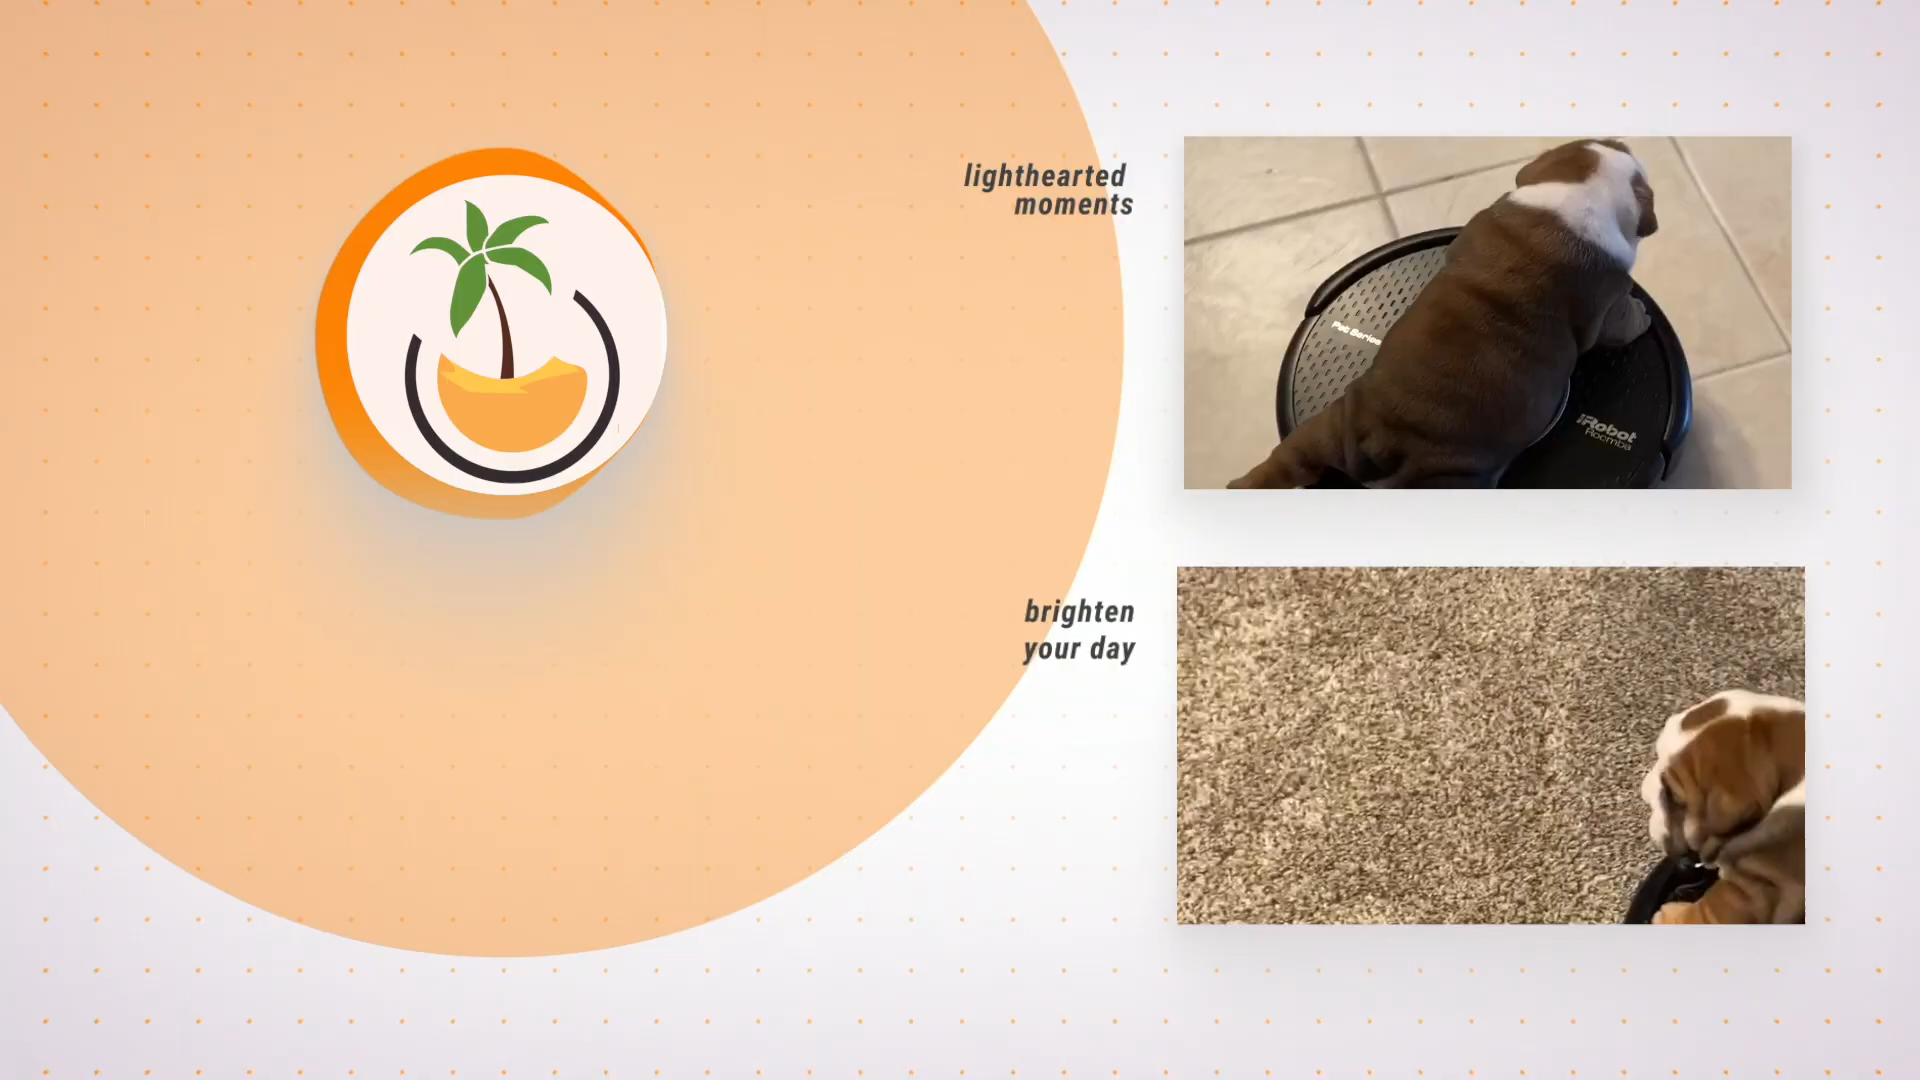 lighthearted
moments
Pet Series
iRobot
Roomba
brighten
your day